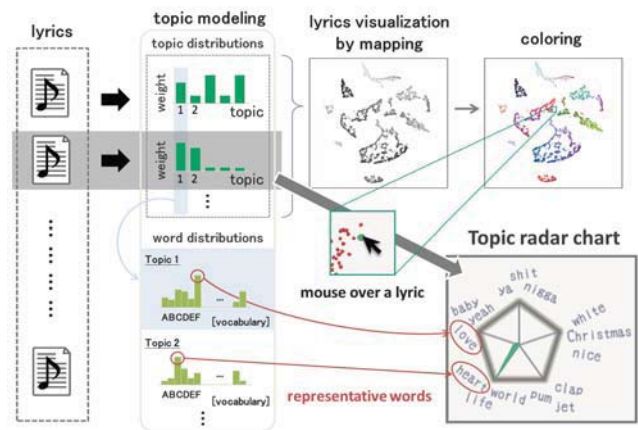 lyrics
topic modeling
topic distributions
weight
1 2
topic
weight
1 2
topic
...
word distributions
Topic 1
ABCDEF
...
[vocabulary]
Topic 2
ABCDEF
...
[vocabulary]
lyrics visualization
by mapping
coloring
mouse over a lyric
representative words
Topic radar chart
shit
ya nigga
baby
yeah
love
white
Christmas
nice
heart
life
world
pum
clap
jet